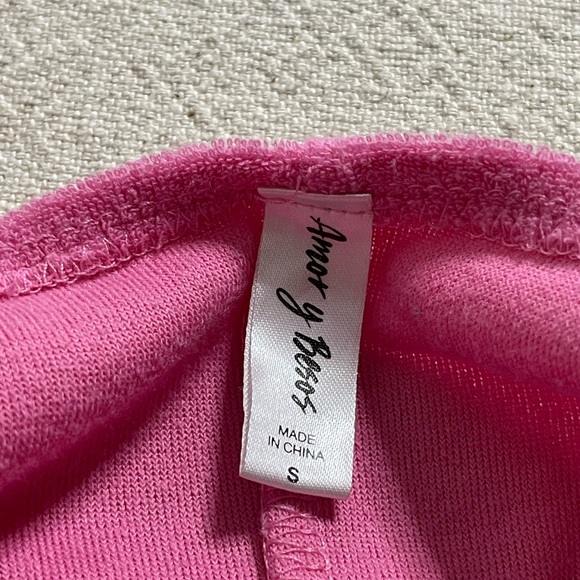 Amor y Besos
MADE
IN CHINA
S